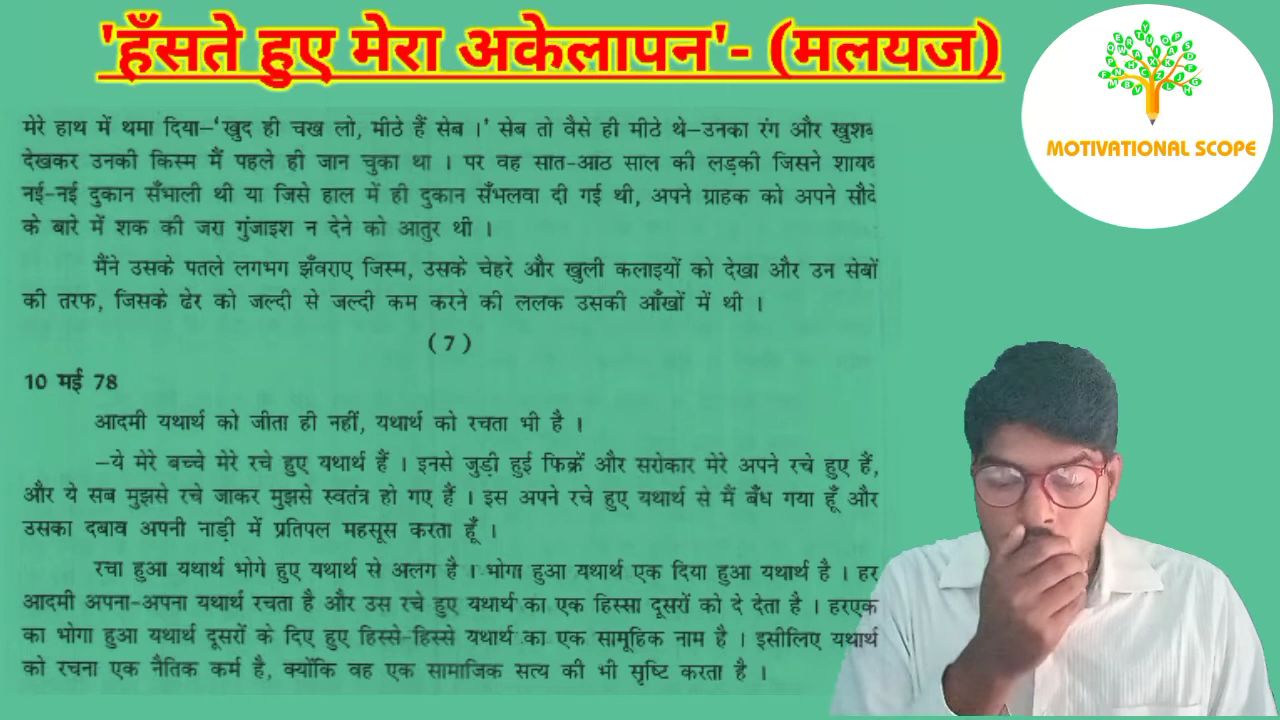 'हँसते हुए मेरा अकेलापन'- (मलयज)
MOTIVATIONAL SCOPE
मेरे हाथ में थमा दिया–‘खुद ही चख लो, मीठे हैं सेब ।’ सेब तो वैसे ही मीठे थे–उनका रंग और
देखकर उनकी किस्म मैं पहले ही जान चुका था । पर वह सात-आठ साल की लड़की जिसने
नई-नई दुकान सँभाली थी या जिसे हाल में ही दुकान सँभलवा दी गई थी, अपने ग्राहक को अपने सौदे
के बारे में शक की जरा गुंजाइश न देने को आतुर थी ।
मैंने उसके पतले लगभग झँवराए जिस्म, उसके चेहरे और खुली कलाइयों को देखा और उन सेबों
की तरफ, जिसके ढेर को जल्दी से जल्दी कम करने की ललक उसकी आँखों में थी ।
( 7 )
10 मई 78
आदमी यथार्थ को जीता ही नहीं, यथार्थ को रचता भी है ।
–ये मेरे बच्चे मेरे रचे हुए यथार्थ हैं । इनसे जुड़ी हुई फिक्रें और सरोकार मेरे अपने रचे हुए हैं,
और ये सब मुझसे रचे जाकर मुझसे स्वतंत्र हो गए हैं । इस अपने रचे हुए यथार्थ से मैं बँध गया हूँ और
उसका दबाव अपनी नाड़ी में प्रतिपल महसूस करता हूँ ।
रचा हुआ यथार्थ भोगे हुए यथार्थ से अलग है । भोगा हुआ यथार्थ एक दिया हुआ यथार्थ है । हर
आदमी अपना-अपना यथार्थ रचता है और उस रचे हुए यथार्थ का एक हिस्सा दूसरों को दे देता है । हरएक
का भोगा हुआ यथार्थ दूसरों के दिए हुए हिस्से-हिस्से यथार्थ का एक सामूहिक नाम है । इसीलिए यथार्थ
को रचना एक नैतिक कर्म है, क्योंकि वह एक सामाजिक सत्य की भी सृष्टि करता है ।